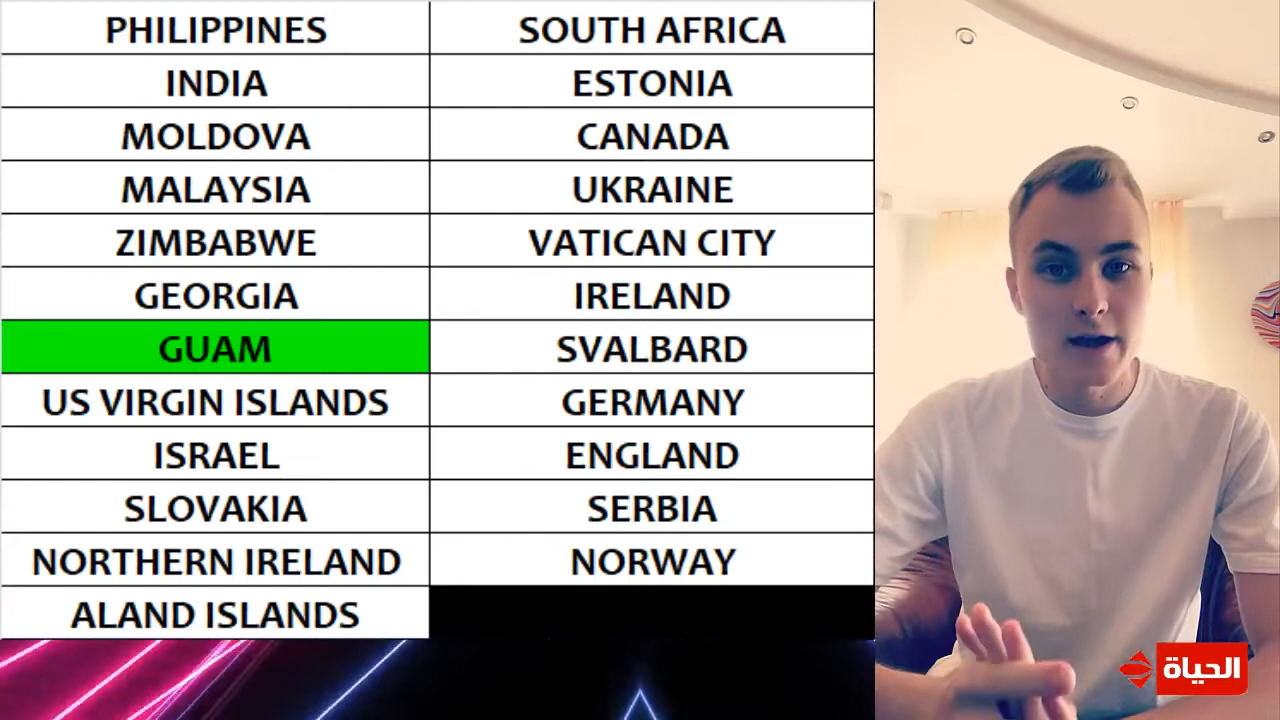 PHILIPPINES
SOUTH AFRICA
INDIA
ESTONIA
MOLDOVA
CANADA
MALAYSIA
UKRAINE
ZIMBABWE
VATICAN CITY
GEORGIA
IRELAND
GUAM
SVALBARD
US VIRGIN ISLANDS
GERMANY
ISRAEL
ENGLAND
SLOVAKIA
SERBIA
NORTHERN IRELAND
NORWAY
ALAND ISLANDS
الحياة